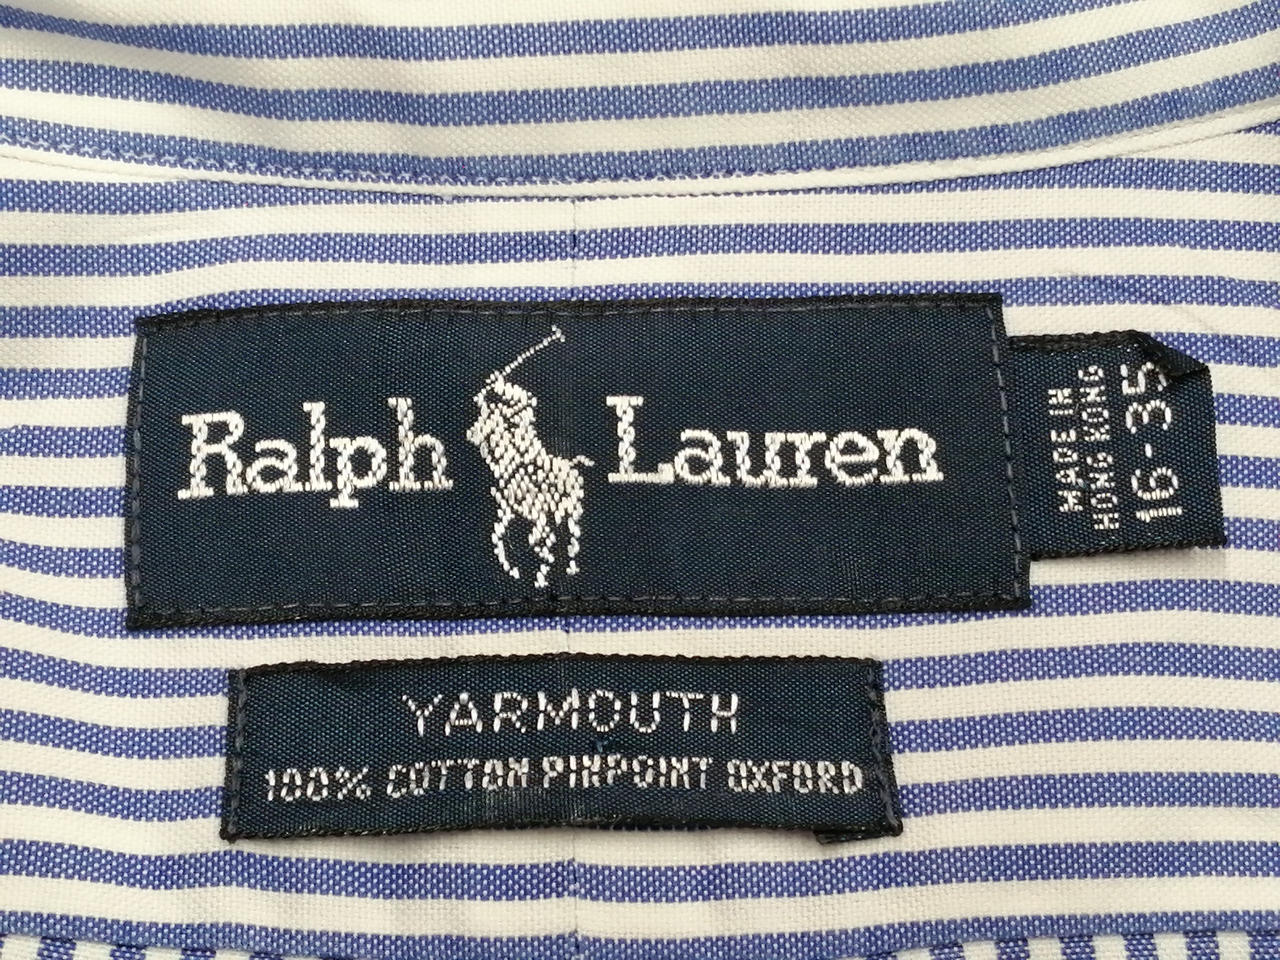 Ralph Lauren
MADE IN
HONG KONG
16-35
YARMOUTH
100% COTTON PINPOINT OXFORD